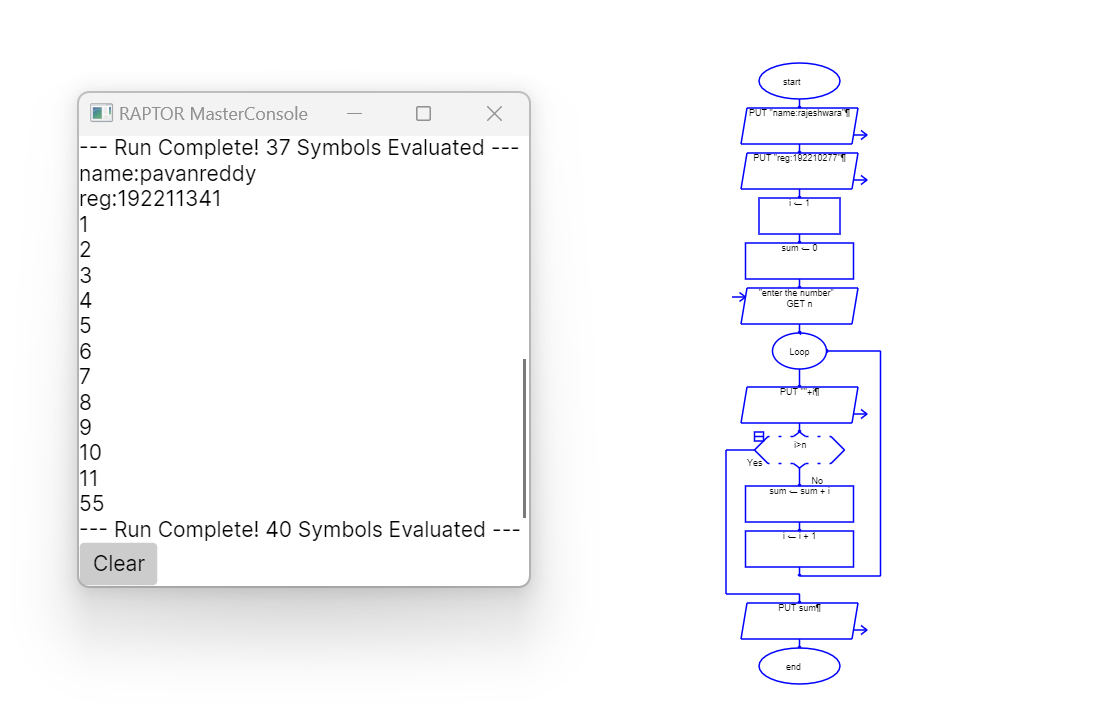 RAPTOR MasterConsole
--- Run Complete! 37 Symbols Evaluated ---
name:pavanreddy
reg:192211341
1
2
3
4
5
6
7
8
9
10
11
55
--- Run Complete! 40 Symbols Evaluated ---
Clear
start
PUT "name:rajeshwara"¶
PUT "reg:192210277"¶
i ← 1
sum ← 0
"enter the number"
GET n
Loop
PUT ""+i¶
i>n
Yes
No
sum ← sum + i
i ← i + 1
PUT sum¶
end